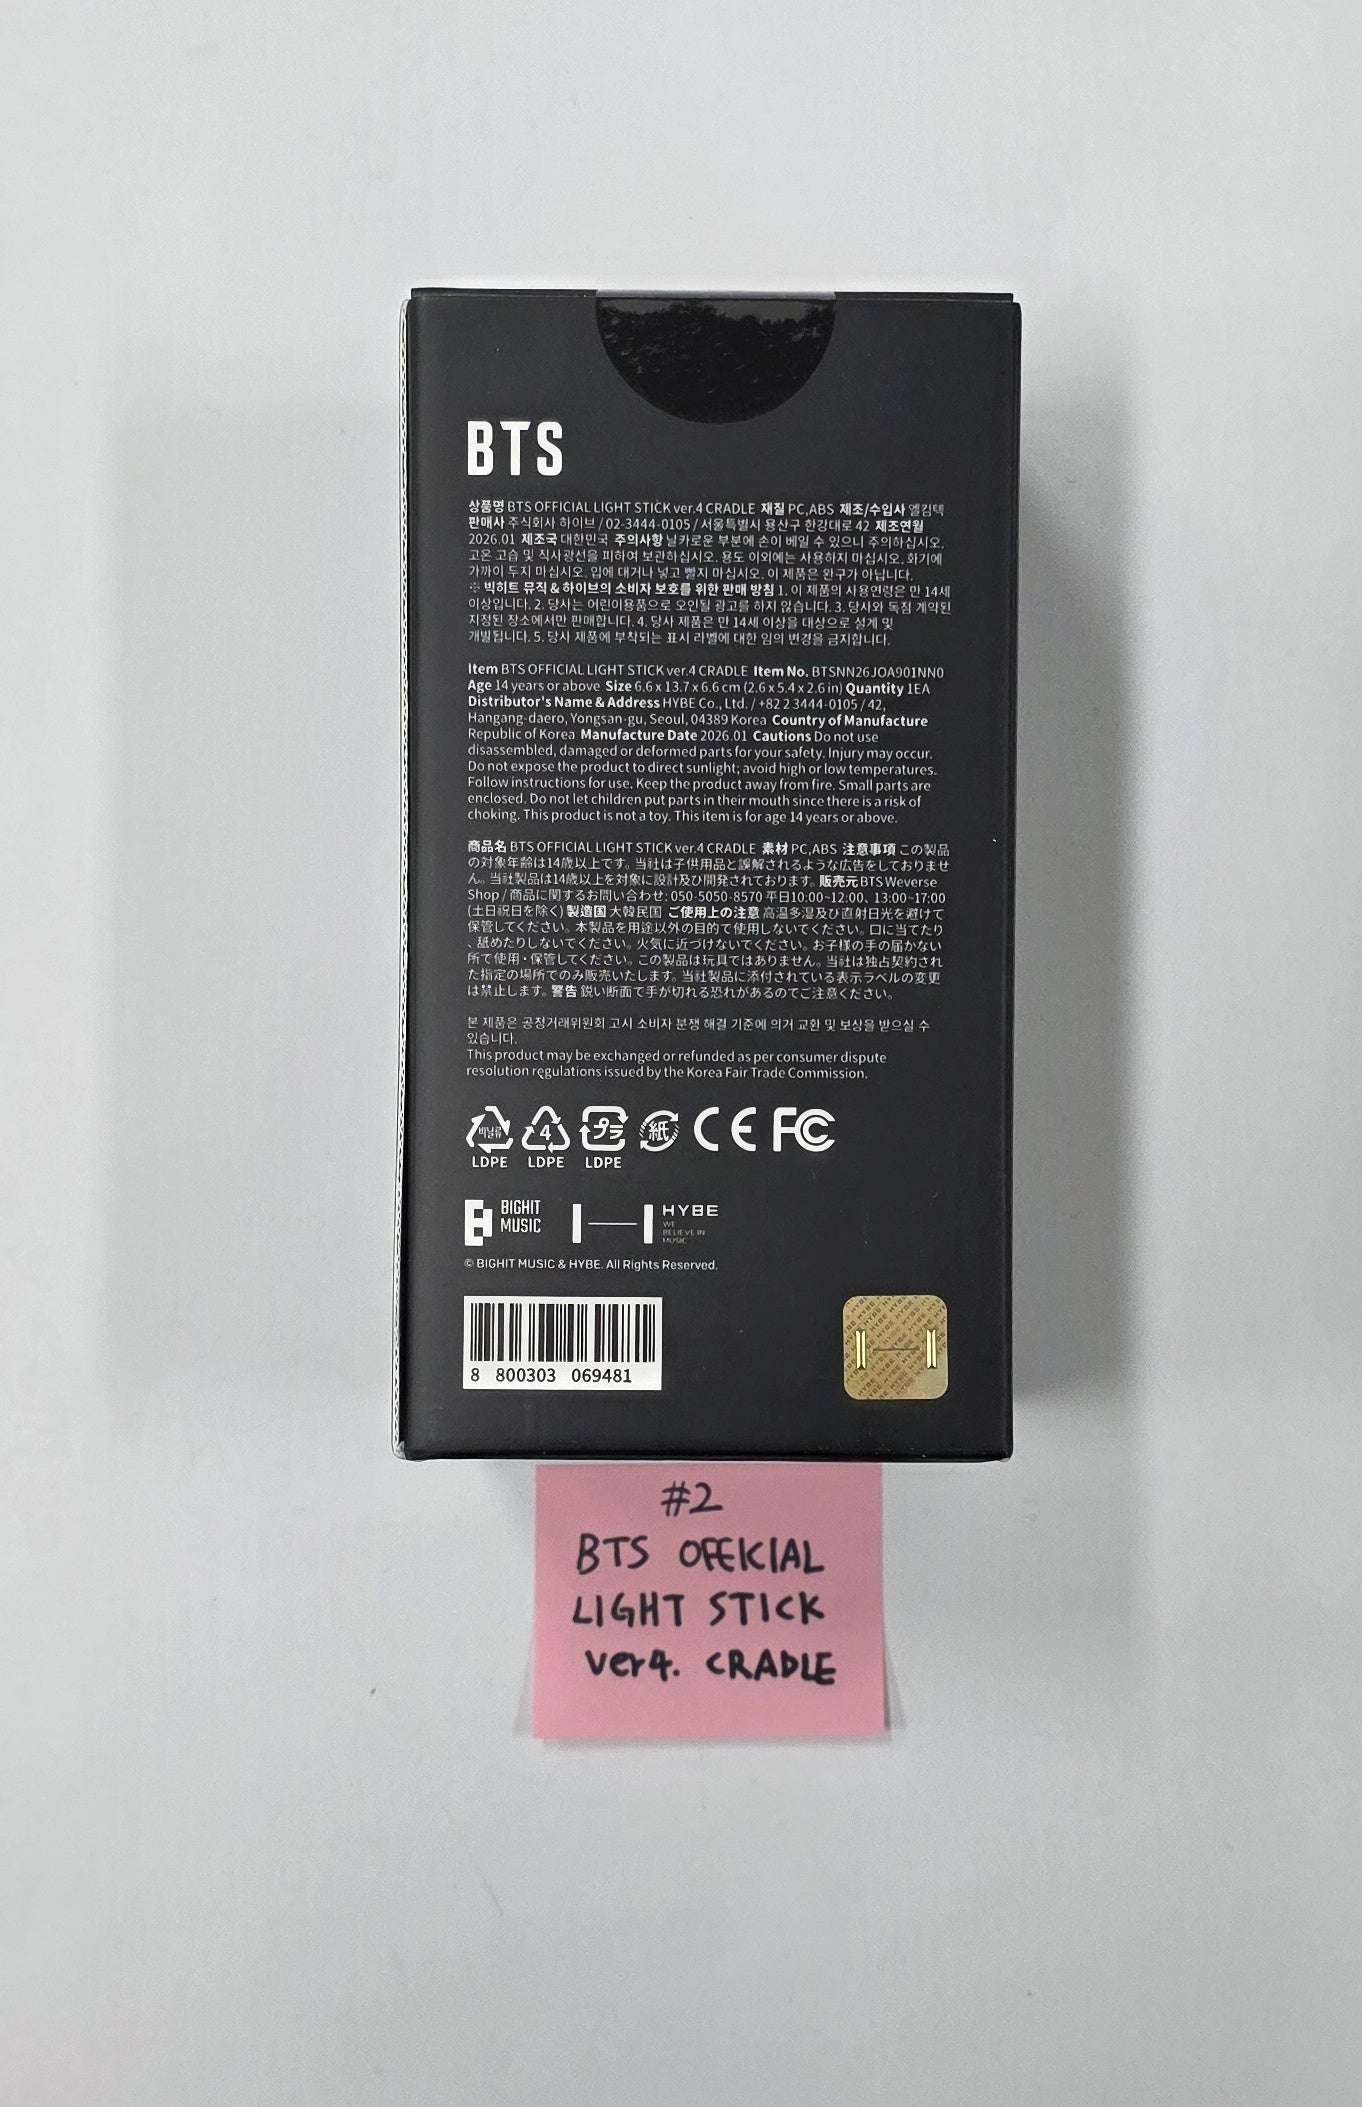 BTS
상품명 BTS OFFICIAL LIGHT STICK ver.4 CRADLE 재질 PC,ABS 제조/수입사 엘컴텍
판매사 주식회사 하이브 / 02-3444-0105 / 서울특별시 용산구 한강대로 42 제조연월
2026.01 제조국 대한민국 주의사항 날카로운 부분에 손이 베일 수 있으니 주의하십시오.
고온 고습 및 직사광선을 피하여 보관하십시오. 용도 이외에는 사용하지 마십시오. 화기에
가까이 두지 마십시오. 입에 대거나 넣고 빨지 마십시오. 이 제품은 완구가 아닙니다.
※ 빅히트 뮤직 & 하이브의 소비자 보호를 위한 판매 방침 1. 이 제품의 사용연령은 만 14세
이상입니다. 2. 당사는 어린이용품으로 오인될 광고를 하지 않습니다. 3. 당사와 독점 계약된
지정된 장소에서만 판매합니다. 4. 당사 제품은 만 14세 이상을 대상으로 설계 및
개발됩니다. 5. 당사 제품에 부착되는 표시 라벨에 대한 임의 변경을 금지합니다.
Item BTS OFFICIAL LIGHT STICK ver.4 CRADLE Item No. BTSNN26JOA901NN0
Age 14 years or above Size 6.6 x 13.7 x 6.6 cm (2.6 x 5.4 x 2.6 in) Quantity 1EA
Distributor's Name & Address HYBE Co., Ltd. / +82 2 3444-0105 / 42,
Hangang-daero, Yongsan-gu, Seoul, 04389 Korea Country of Manufacture
Republic of Korea Manufacture Date 2026.01 Cautions Do not use
disassembled, damaged or deformed parts for your safety. Injury may occur.
Do not expose the product to direct sunlight; avoid high or low temperatures.
Follow instructions for use. Keep the product away from fire. Small parts are
enclosed. Do not let children put parts in their mouth since there is a risk of
choking. This product is not a toy. This item is for age 14 years or above.
商品名 BTS OFFICIAL LIGHT STICK ver.4 CRADLE 素材 PC,ABS 注意事項 この製品
の対象年齢は14歳以上です。当社は子供用品と誤解されるような広告をしておりませ
ん。当社製品は14歳以上を対象に設計及び開発されております。販売元 BTS Weverse
Shop / 商品に関するお問い合わせ: 050-5050-8570 平日10:00~12:00、13:00~17:00
(土日祝日を除く) 製造国 大韓民国 ご使用上の注意 高温多湿及び直射日光を避けて
保管してください。本製品を用途以外の目的で使用しないでください。口に当てたり
、舐めたりしないでください。火気に近づけないでください。お子様の手の届かない
所で使用・保管してください。この製品は玩具ではありません。当社は独占契約され
た指定の場所でのみ販売いたします。当社製品に添付されている表示ラベルの変更
は禁止します。警告 鋭い断面で手が切れる恐れがあるのでご注意ください。
본 제품은 공정거래위원회 고시 소비자 분쟁 해결 기준에 의거 교환 및 보상을 받으실 수
있습니다.
This product may be exchanged or refunded as per consumer dispute
resolution regulations issued by the Korea Fair Trade Commission.
비닐류 4 プラ 紙 CE FC
LDPE LDPE LDPE
BIGHIT MUSIC HYBE
WE BELIEVE IN MUSIC
© BIGHIT MUSIC & HYBE. All Rights Reserved.
8 800303 069481
#2
BTS OFFICIAL
LIGHT STICK
ver4. CRADLE